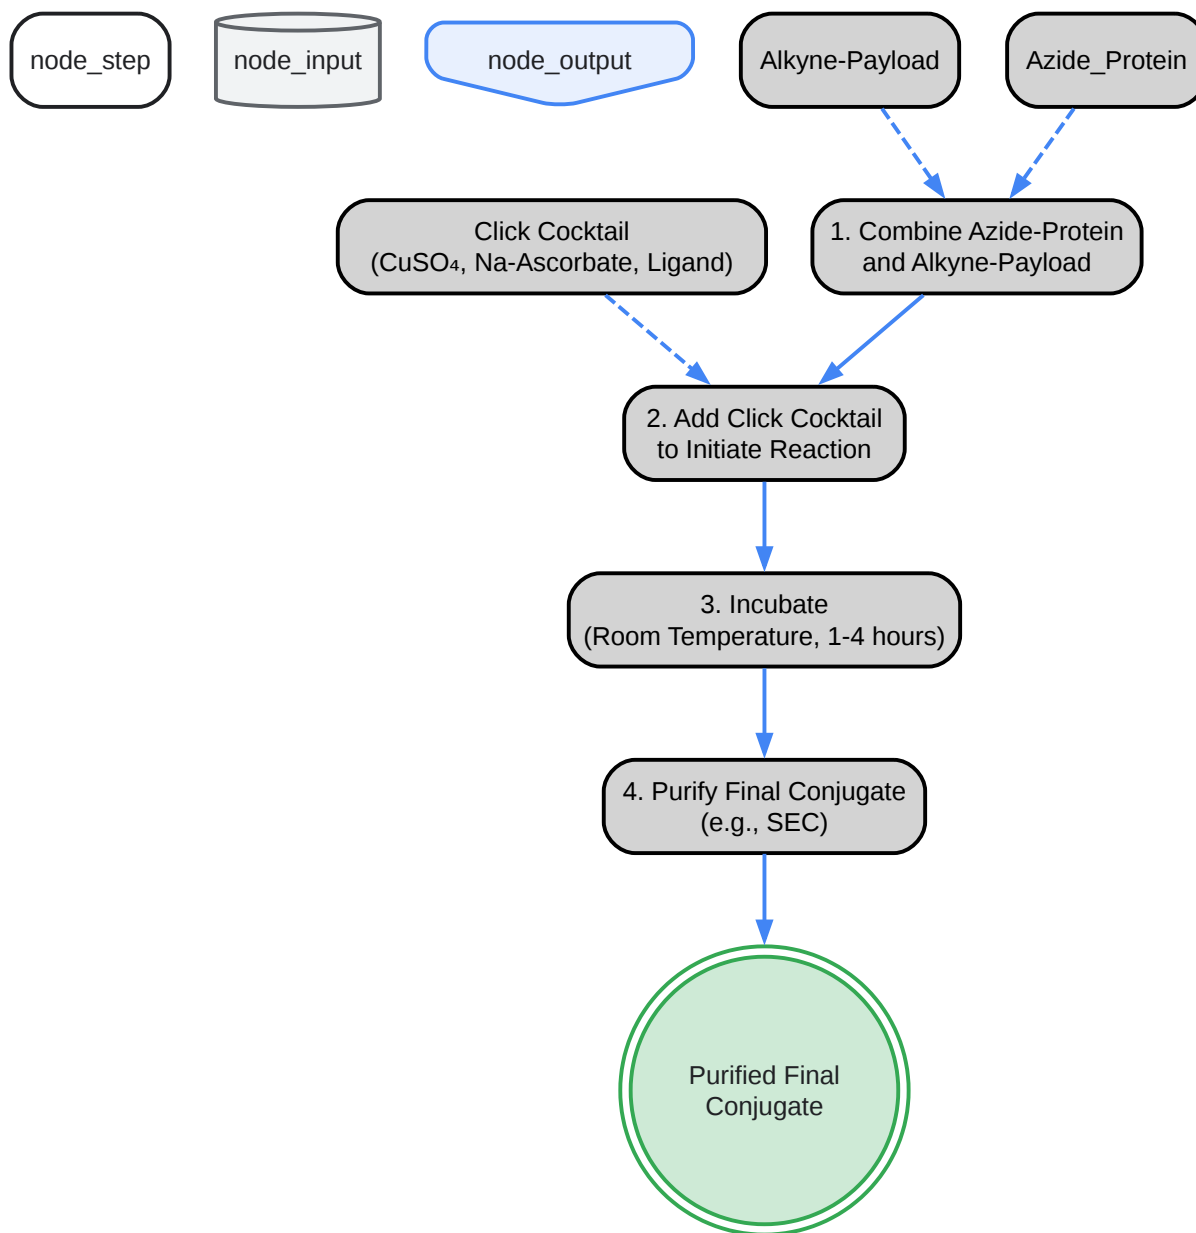 node_step
node_input
node_output
Alkyne-Payload
Azide_Protein
Click Cocktail
(CuSO₄, Na-Ascorbate, Ligand)
1. Combine Azide-Protein
and Alkyne-Payload
2. Add Click Cocktail
to Initiate Reaction
3. Incubate
(Room Temperature, 1-4 hours)
4. Purify Final Conjugate
(e.g., SEC)
Purified Final
Conjugate